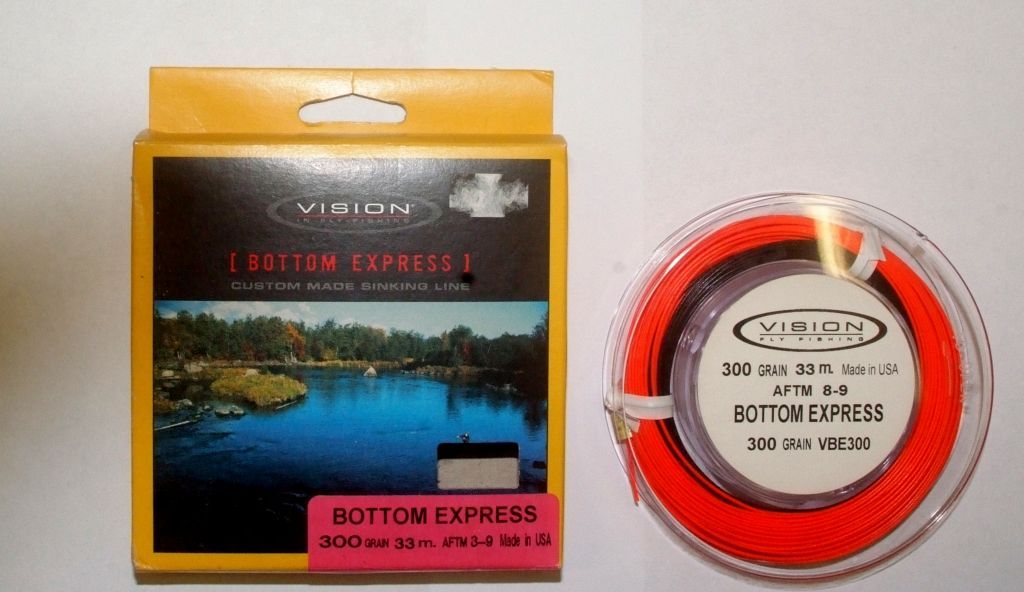 VISION
IN FLY FISHING
[ BOTTOM EXPRESS ]
CUSTOM MADE SINKING LINE
BOTTOM EXPRESS
300 GRAIN 33 m. AFTM 3-9 Made in USA
VISION
FLY FISHING
300 GRAIN 33 m. Made in USA
AFTM 8-9
BOTTOM EXPRESS
300 GRAIN VBE300